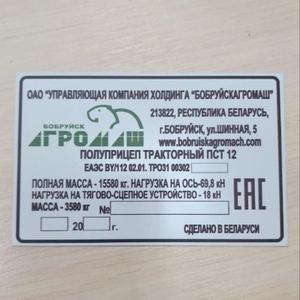 ОАО "УПРАВЛЯЮЩАЯ КОМПАНИЯ ХОЛДИНГА "БОБРУЙСКАГРОМАШ"
БОБРУЙСК
АГРОМАШ
213822, РЕСПУБЛИКА БЕЛАРУСЬ,
г.БОБРУЙСК, ул.ШИННАЯ, 5
www.bobruiskagromach.com
ПОЛУПРИЦЕП ТРАКТОРНЫЙ ПСТ 12
ЕАЭС BY/112 02.01. ТР031 00302
ПОЛНАЯ МАССА - 15580 кг. НАГРУЗКА НА ОСЬ-69,8 кН
НАГРУЗКА НА ТЯГОВО-СЦЕПНОЕ УСТРОЙСТВО - 18 кН
МАССА - 3580 кг №
20 г.
СДЕЛАНО В БЕЛАРУСИ
EAC